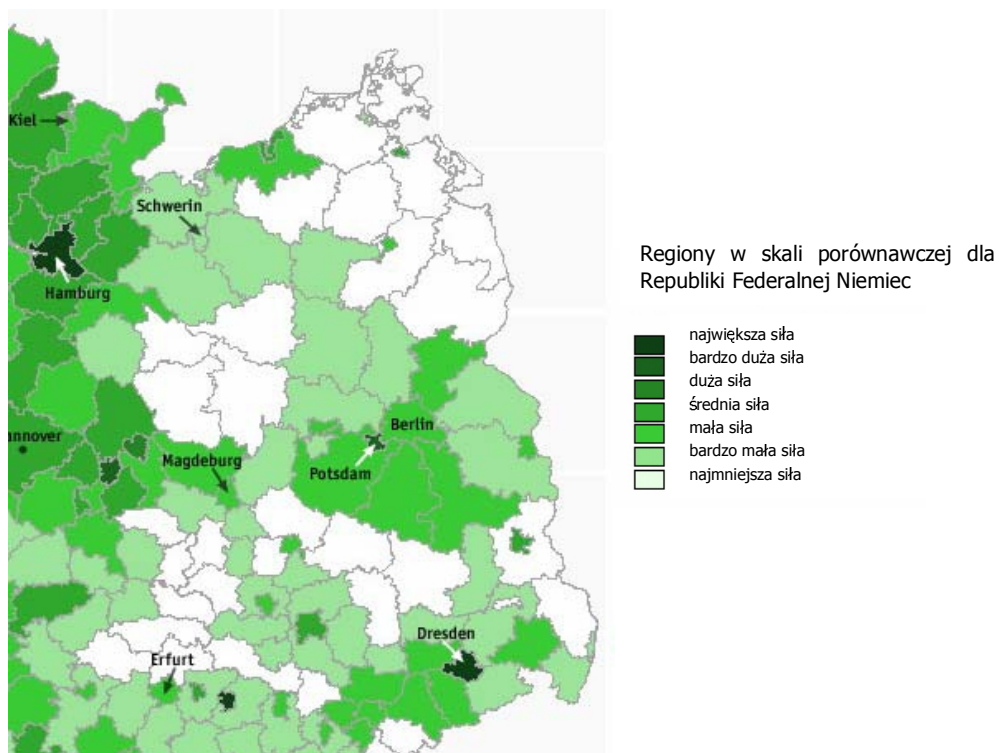 Kiel
Schwerin
Hamburg
Berlin
annover
Magdeburg
Potsdam
Dresden
Erfurt
Regiony w skali porównawczej dla
Republiki Federalnej Niemiec
największa siła
bardzo duża siła
duża siła
średnia siła
mała siła
bardzo mała siła
najmniejsza siła